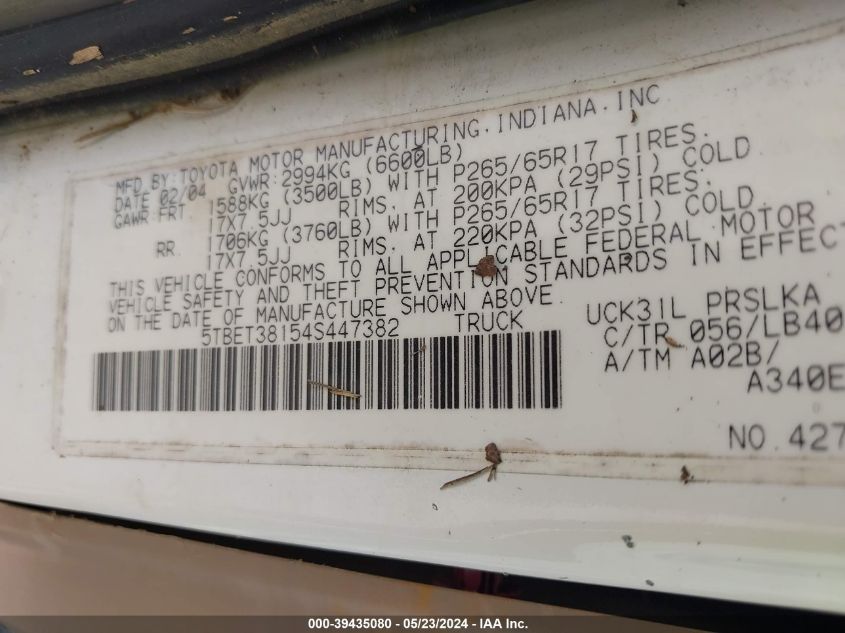 MFD. BY: TOYOTA MOTOR MANUFACTURING. INDIANA. INC
DATE 02/04 GVWR: 2994KG (6600LB)
GAWR: FRT. 1588KG (3500LB) WITH P265/65R17 TIRES.
17X7.5JJ RIMS. AT 200KPA (29PSI) COLD
RR. 1706KG (3760LB) WITH P265/65R17 TIRES.
17X7.5JJ RIMS. AT 220KPA (32PSI) COLD.
THIS VEHICLE CONFORMS TO ALL APPLICABLE FEDERAL MOTOR
VEHICLE SAFETY AND THEFT PREVENTION STANDARDS IN EFFECT
ON THE DATE OF MANUFACTURE SHOWN ABOVE.
5TBET38154S447382 TRUCK
UCK31L PRSLKA
C/TR 056/LB40
A/TM A02B/
A340E
NO. 427
000-39435080 - 05/23/2024 - IAA Inc.